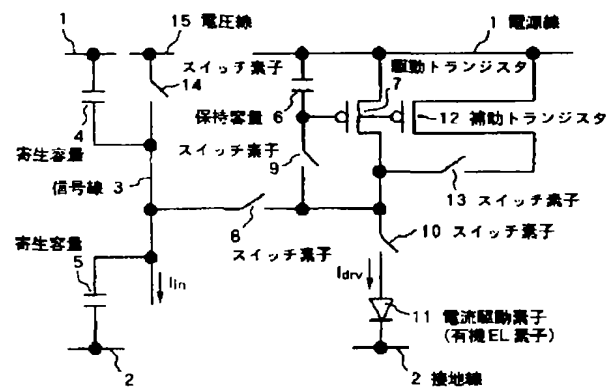 1
15 電圧線
1 電源線
スイッチ素子
14
駆動トランジスタ
7
4
保持容量
6
12 補助トランジスタ
寄生容量
スイッチ素子
9
信号線 3
13 スイッチ素子
8
スイッチ素子
10 スイッチ素子
寄生容量
5
Iin
Idrv
11 電流駆動素子
(有機EL素子)
2
2 接地線